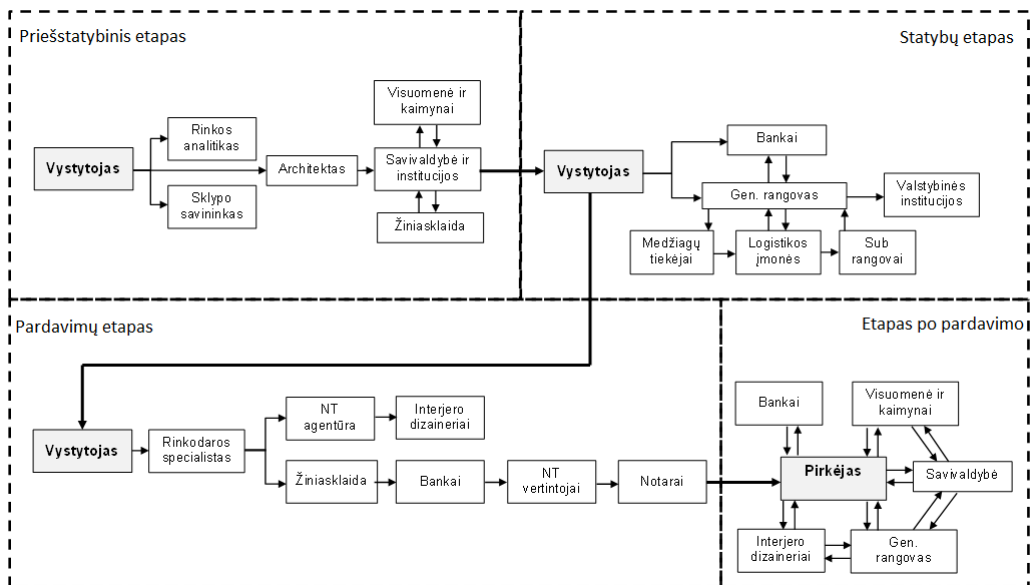 Priešstatybinis etapas
Visuomenė ir
kaimynai
Rinkos
analitikas
Vystytojas
Architektas
Savivaldybė ir
institucijos
Sklypo
savininkas
Žiniasklaida
Statybų etapas
Bankai
Vystytojas
Gen. rangovas
Valstybinės
institucijos
Medžiagų
tiekėjai
Logistikos
įmonės
Sub
rangovai
Pardavimų etapas
NT
agentūra
Interjero
dizaineriai
Vystytojas
Rinkodaros
specialistas
Žiniasklaida
Bankai
NT
vertintojai
Notarai
Etapas po pardavimo
Bankai
Visuomenė ir
kaimynai
Pirkėjas
Savivaldybė
Interjero
dizaineriai
Gen.
rangovas